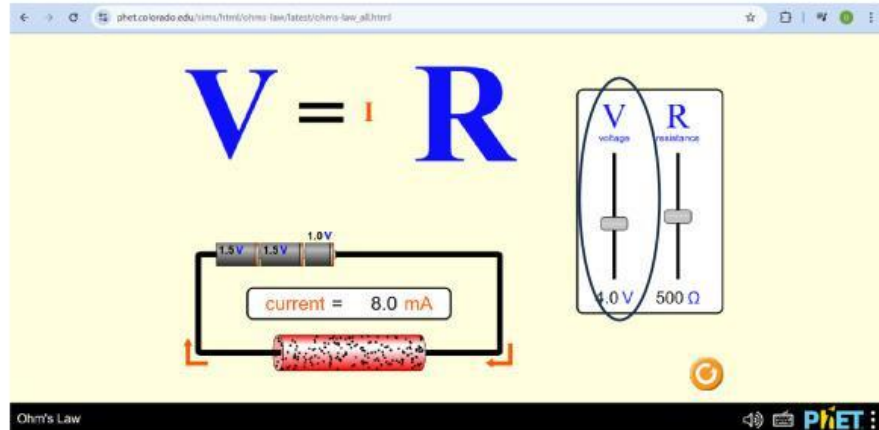 phet.colorado.edu/sims/html/ohms-law/latest/ohms-law_all.html
V = I R
V R
voltage resistance
4.0 V 500 Ω
1.0 V
1.5 V 1.5 V
current = 8.0 mA
Ohm's Law
PhET